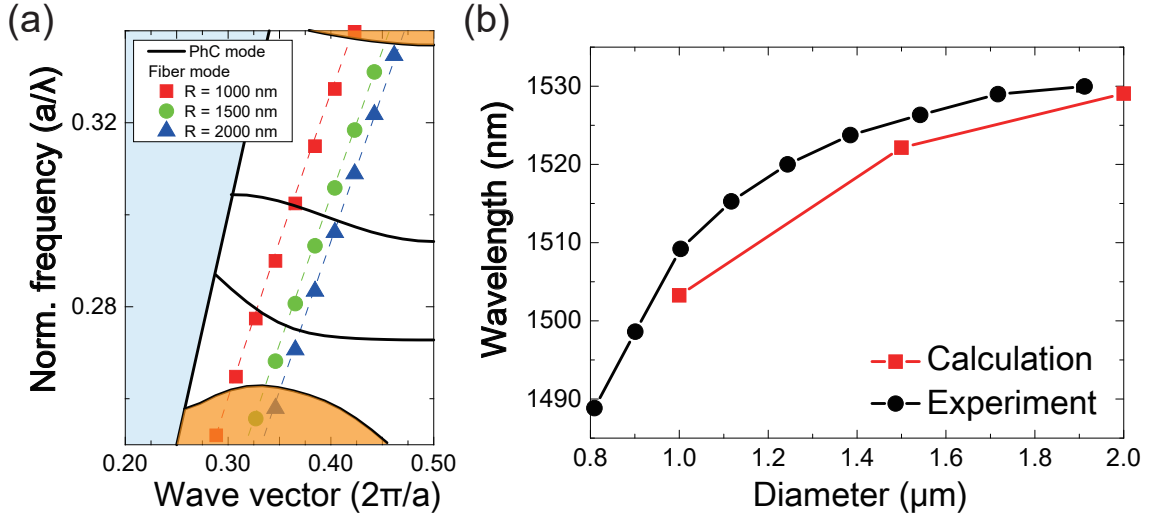 (a)
PhC mode
Fiber mode
R = 1000 nm
R = 1500 nm
R = 2000 nm
Norm. frequency (a/λ)
0.32
0.28
0.20
0.30
0.40
0.50
Wave vector (2π/a)
(b)
Wavelength (nm)
1530
1520
1510
1500
1490
Calculation
Experiment
0.8
1.0
1.2
1.4
1.6
1.8
2.0
Diameter (μm)